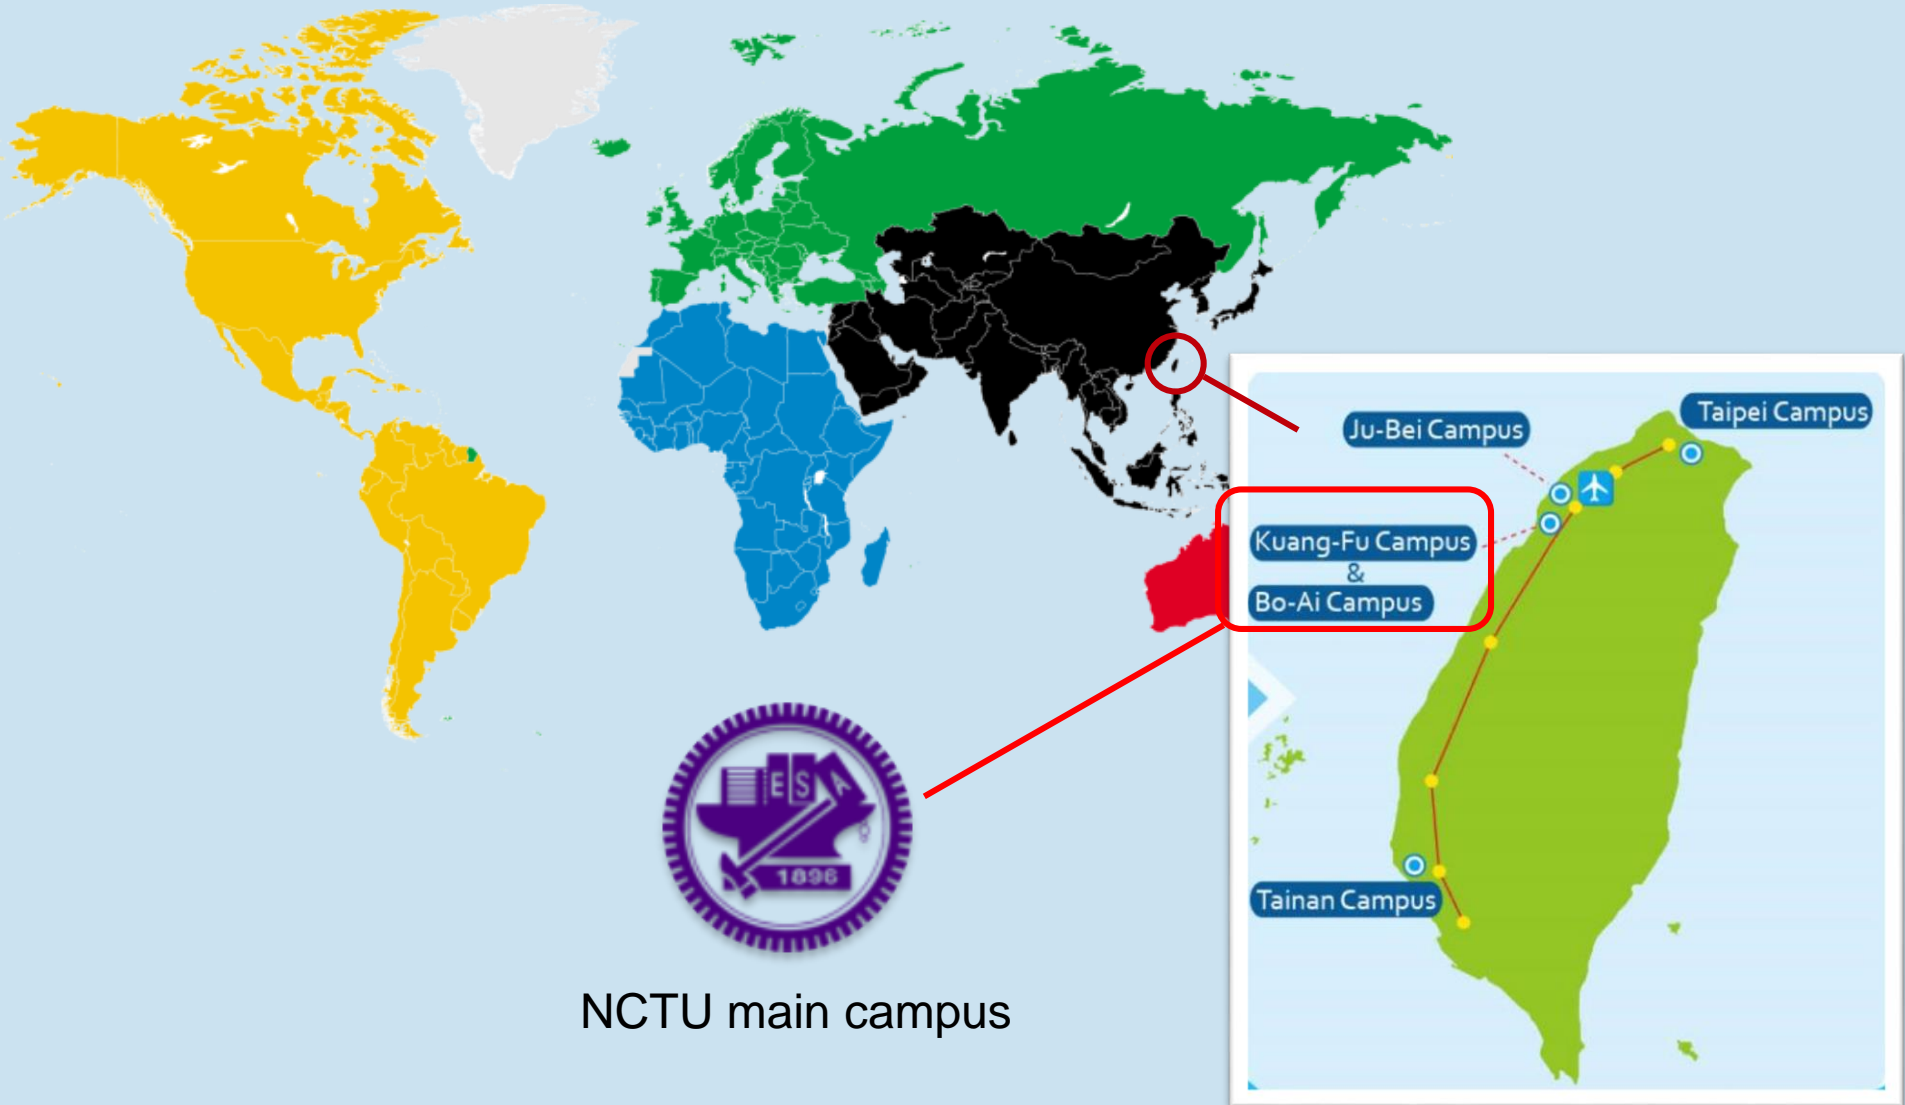 Taipei Campus
Ju-Bei Campus
Kuang-Fu Campus
&
Bo-Ai Campus
Tainan Campus
E S A
1896
NCTU main campus